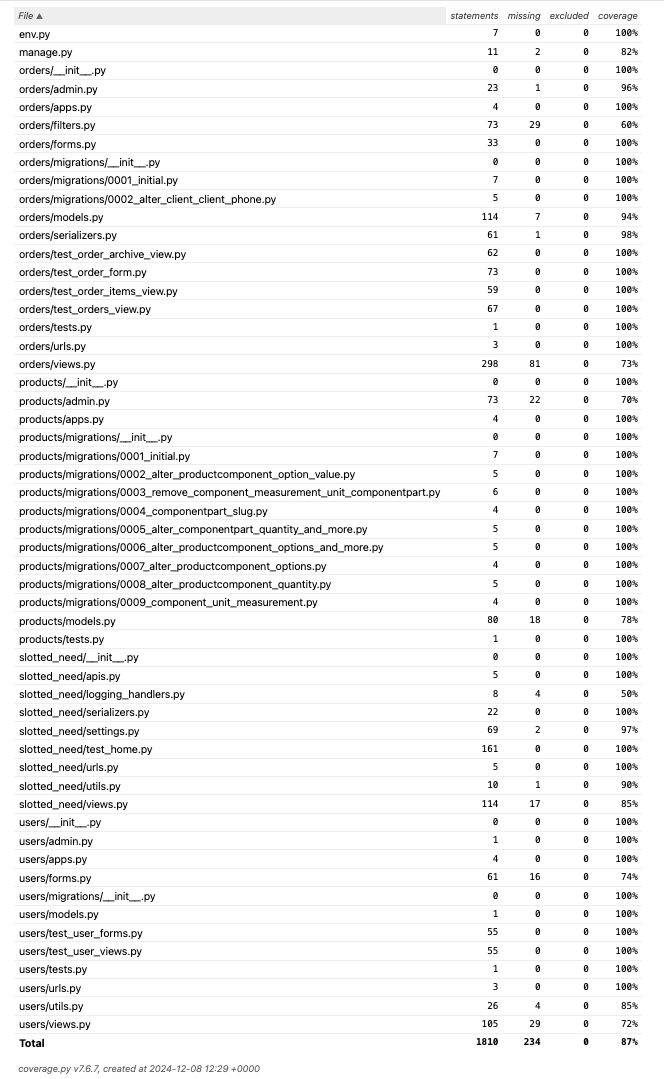 File ▲ statements missing excluded coverage
env.py 7 0 0 100%
manage.py 11 2 0 82%
orders/__init__.py 0 0 0 100%
orders/admin.py 23 1 0 96%
orders/apps.py 4 0 0 100%
orders/filters.py 73 29 0 60%
orders/forms.py 33 0 0 100%
orders/migrations/__init__.py 0 0 0 100%
orders/migrations/0001_initial.py 7 0 0 100%
orders/migrations/0002_alter_client_client_phone.py 5 0 0 100%
orders/models.py 114 7 0 94%
orders/serializers.py 61 1 0 98%
orders/test_order_archive_view.py 62 0 0 100%
orders/test_order_form.py 73 0 0 100%
orders/test_order_items_view.py 59 0 0 100%
orders/test_orders_view.py 67 0 0 100%
orders/tests.py 1 0 0 100%
orders/urls.py 3 0 0 100%
orders/views.py 298 81 0 73%
products/__init__.py 0 0 0 100%
products/admin.py 73 22 0 70%
products/apps.py 4 0 0 100%
products/migrations/__init__.py 0 0 0 100%
products/migrations/0001_initial.py 7 0 0 100%
products/migrations/0002_alter_productcomponent_option_value.py 5 0 0 100%
products/migrations/0003_remove_component_measurement_unit_componentpart.py 6 0 0 100%
products/migrations/0004_componentpart_slug.py 4 0 0 100%
products/migrations/0005_alter_componentpart_quantity_and_more.py 5 0 0 100%
products/migrations/0006_alter_productcomponent_options_and_more.py 5 0 0 100%
products/migrations/0007_alter_productcomponent_options.py 4 0 0 100%
products/migrations/0008_alter_productcomponent_quantity.py 5 0 0 100%
products/migrations/0009_component_unit_measurement.py 4 0 0 100%
products/models.py 80 18 0 78%
products/tests.py 1 0 0 100%
slotted_need/__init__.py 0 0 0 100%
slotted_need/apis.py 5 0 0 100%
slotted_need/logging_handlers.py 8 4 0 50%
slotted_need/serializers.py 22 0 0 100%
slotted_need/settings.py 69 2 0 97%
slotted_need/test_home.py 161 0 0 100%
slotted_need/urls.py 5 0 0 100%
slotted_need/utils.py 10 1 0 90%
slotted_need/views.py 114 17 0 85%
users/__init__.py 0 0 0 100%
users/admin.py 1 0 0 100%
users/apps.py 4 0 0 100%
users/forms.py 61 16 0 74%
users/migrations/__init__.py 0 0 0 100%
users/models.py 1 0 0 100%
users/test_user_forms.py 55 0 0 100%
users/test_user_views.py 55 0 0 100%
users/tests.py 1 0 0 100%
users/urls.py 3 0 0 100%
users/utils.py 26 4 0 85%
users/views.py 105 29 0 72%
Total 1810 234 0 87%
coverage.py v7.6.7, created at 2024-12-08 12:29 +0000